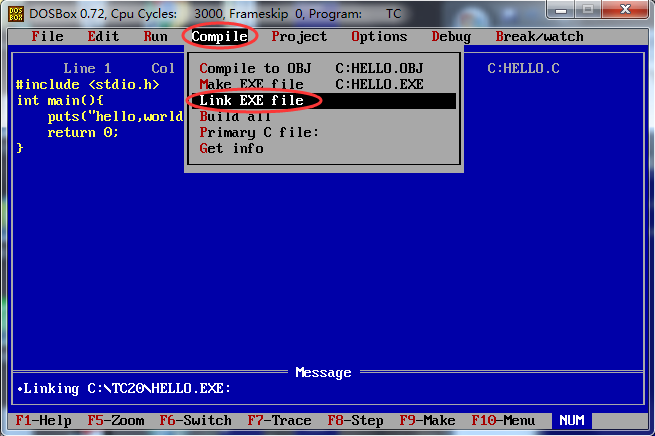 DOS BOX DOSBox 0.72, Cpu Cycles: 3000, Frameskip 0, Program: TC
File Edit Run Compile Project Options Debug Break/watch
Line 1 Col C:HELLO.C
#include <stdio.h>
int main(){
puts("hello,world
return 0;
}
Compile to OBJ C:HELLO.OBJ
Make EXE file C:HELLO.EXE
Link EXE file
Build all
Primary C file:
Get info
Message
•Linking C:\TC20\HELLO.EXE:
F1-Help F5-Zoom F6-Switch F7-Trace F8-Step F9-Make F10-Menu NUM